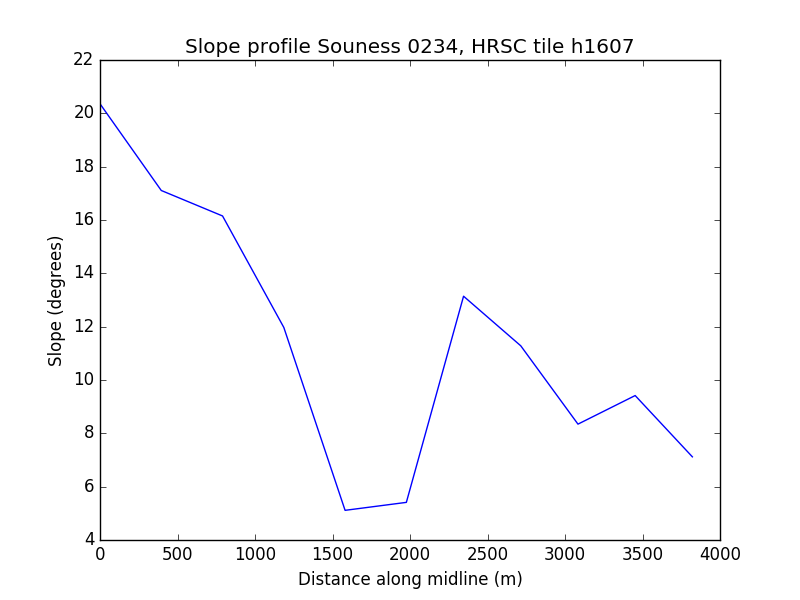 Slope profile Souness 0234, HRSC tile h1607
22
20
18
16
14
12
10
8
6
4
Slope (degrees)
0 500 1000 1500 2000 2500 3000 3500 4000
Distance along midline (m)